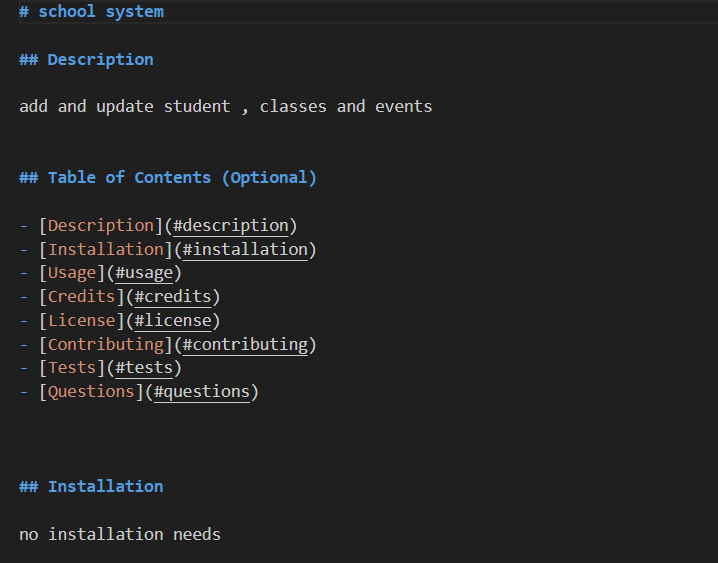 # school system
## Description
add and update student , classes and events
## Table of Contents (Optional)
- [Description](#description)
- [Installation](#installation)
- [Usage](#usage)
- [Credits](#credits)
- [License](#license)
- [Contributing](#contributing)
- [Tests](#tests)
- [Questions](#questions)
## Installation
no installation needs